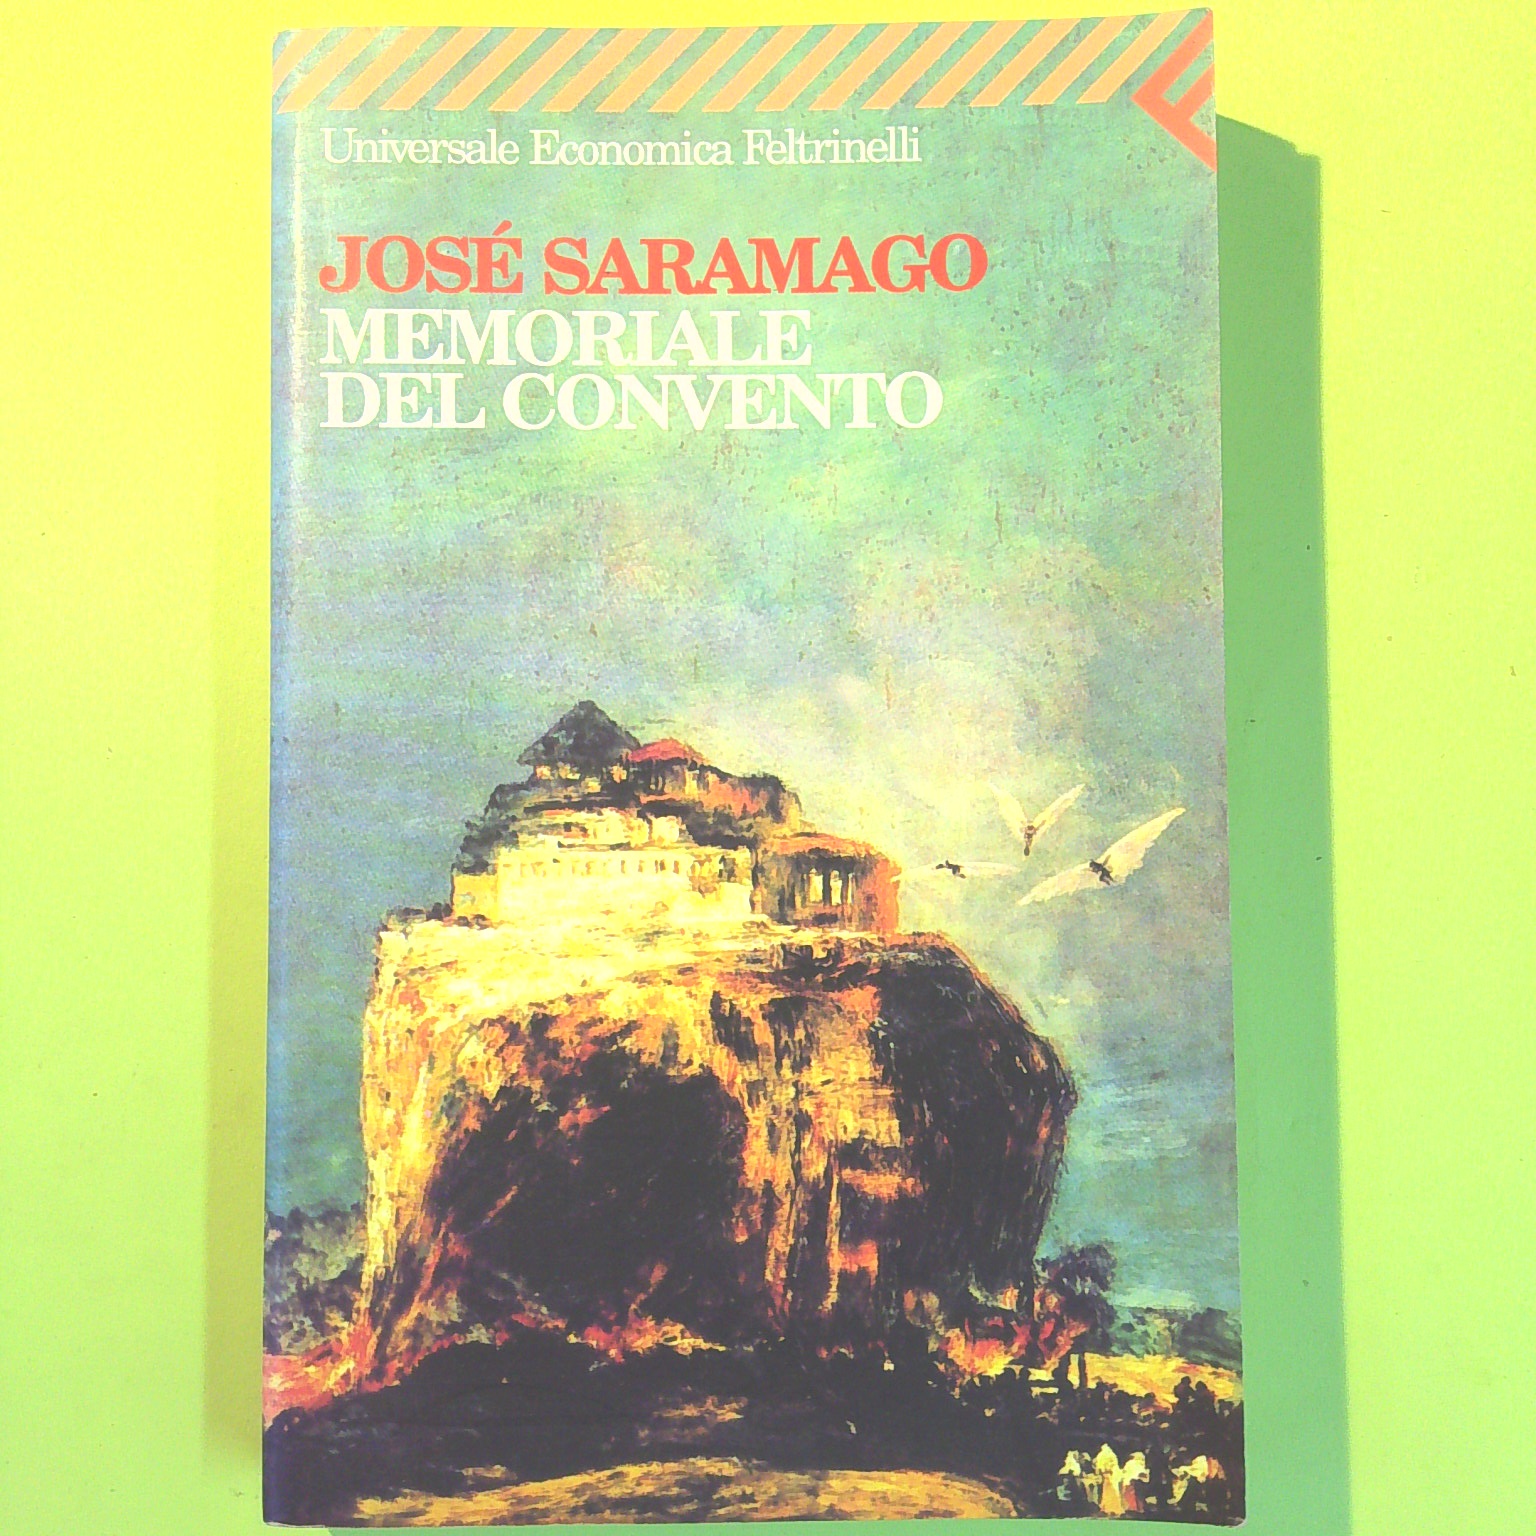 Universale Economica Feltrinelli
JOSÉ SARAMAGO
MEMORIALE
DEL CONVENTO